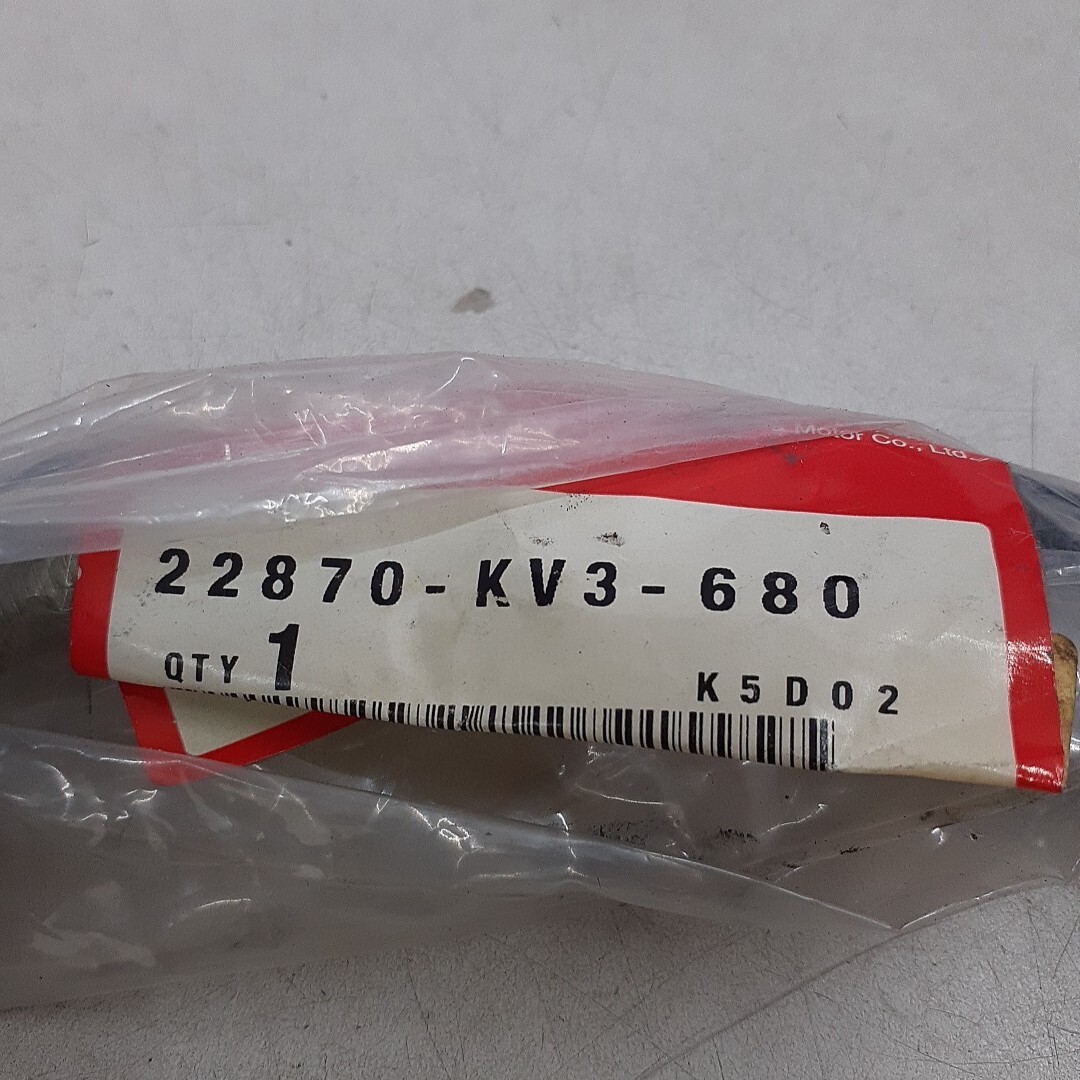 Motor Co., Ltd.
22870-KV3-680
QTY 1
K5D02